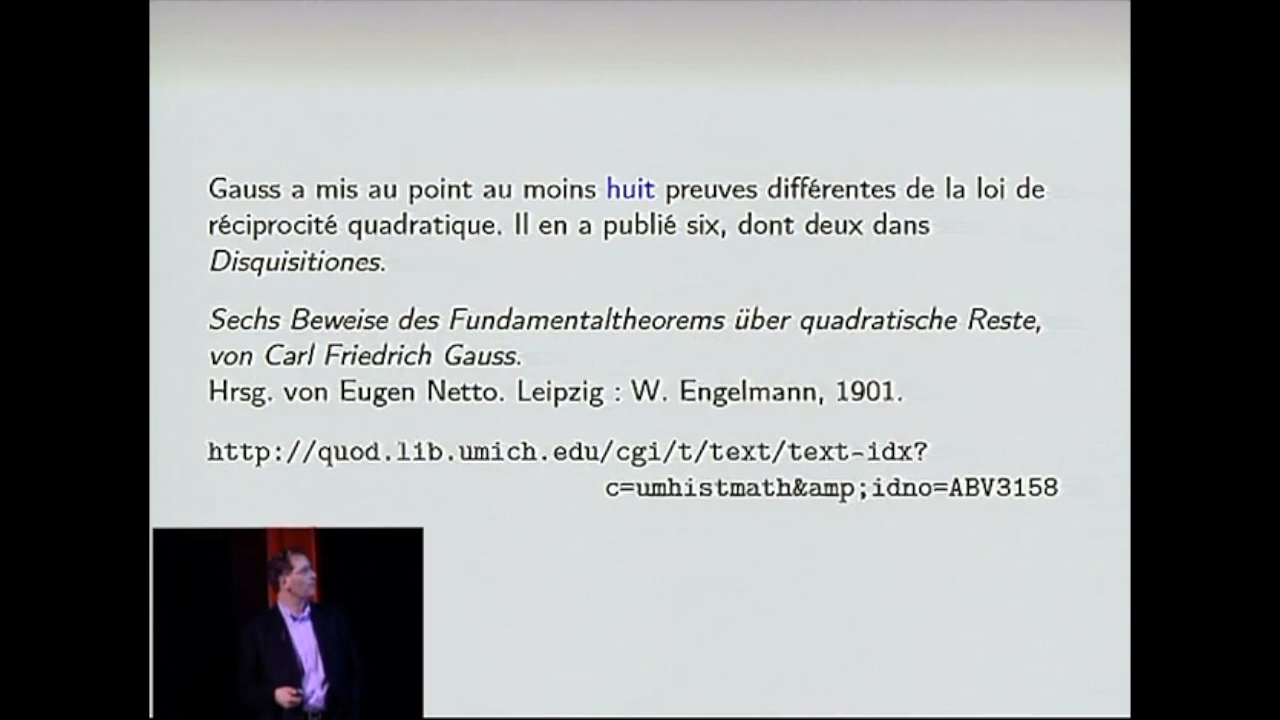 Gauss a mis au point au moins huit preuves différentes de la loi de
réciprocité quadratique. Il en a publié six, dont deux dans
Disquisitiones.
Sechs Beweise des Fundamentaltheorems über quadratische Reste,
von Carl Friedrich Gauss.
Hrsg. von Eugen Netto. Leipzig : W. Engelmann, 1901.
http://quod.lib.umich.edu/cgi/t/text/text-idx?
c=umhistmath&amp;idno=ABV3158